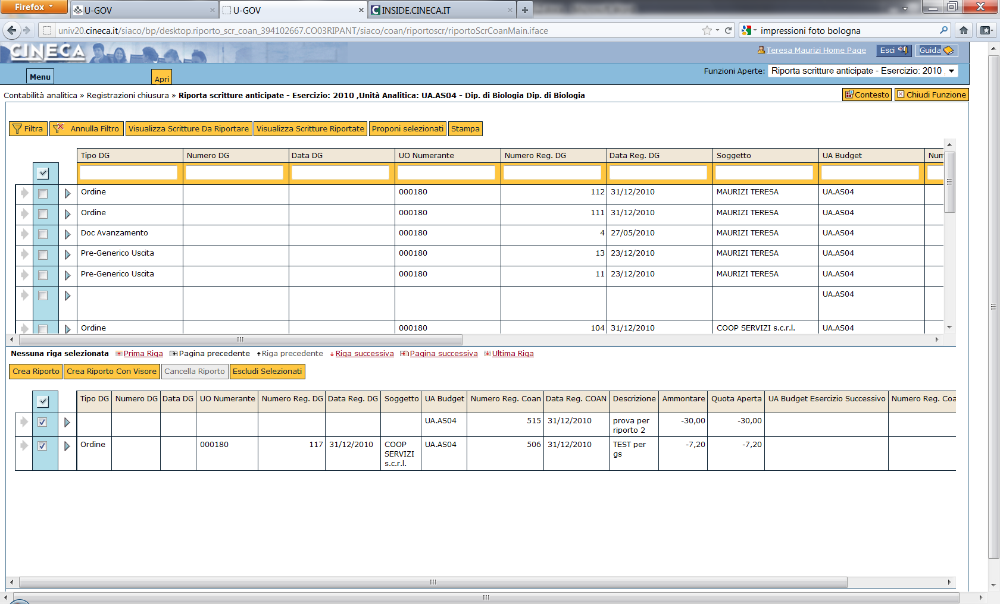 Firefox
U-GOV
U-GOV
INSIDE.CINECA.IT
univ20.cineca.it/siaco/bp/desktop.riporto_scr_coan_394102667.CO03RIPANT/siaco/coan/riportoscr/riportoScrCoanMain.iface
impressioni foto bologna
CINECA
Teresa Maurizi Home Page Esci Guida
Menu Apri Funzioni Aperte: Riporta scritture anticipate - Esercizio: 2010 ,
Contabilità analitica » Registrazioni chiusura » Riporta scritture anticipate - Esercizio: 2010 ,Unità Analitica: UA.AS04 - Dip. di Biologia Dip. di Biologia Contesto Chiudi Funzione
Filtra Annulla Filtro Visualizza Scritture Da Riportare Visualizza Scritture Riportate Proponi selezionati Stampa
Tipo DG Numero DG Data DG UO Numerante Numero Reg. DG Data Reg. DG Soggetto UA Budget Num
Ordine 000180 112 31/12/2010 MAURIZI TERESA UA.AS04
Ordine 000180 111 31/12/2010 MAURIZI TERESA UA.AS04
Doc Avanzamento 000180 4 27/05/2010 MAURIZI TERESA UA.AS04
Pre-Generico Uscita 000180 13 23/12/2010 MAURIZI TERESA UA.AS04
Pre-Generico Uscita 000180 11 23/12/2010 MAURIZI TERESA UA.AS04
UA.AS04
Ordine 000180 104 31/12/2010 COOP SERVIZI s.c.r.l. UA.AS04
Nessuna riga selezionata Prima Riga Pagina precedente Riga precedente Riga successiva Pagina successiva Ultima Riga
Crea Riporto Crea Riporto Con Visore Cancella Riporto Escludi Selezionati
Tipo DG Numero DG Data DG UO Numerante Numero Reg. DG Data Reg. DG Soggetto UA Budget Numero Reg. Coan Data Reg. COAN Descrizione Ammontare Quota Aperta UA Budget Esercizio Successivo Numero Reg. Coa
UA.AS04 515 31/12/2010 prova per -30,00 -30,00
riporto 2
Ordine 000180 117 31/12/2010 COOP UA.AS04 506 31/12/2010 TEST per -7,20 -7,20
SERVIZI gs
s.c.r.l.